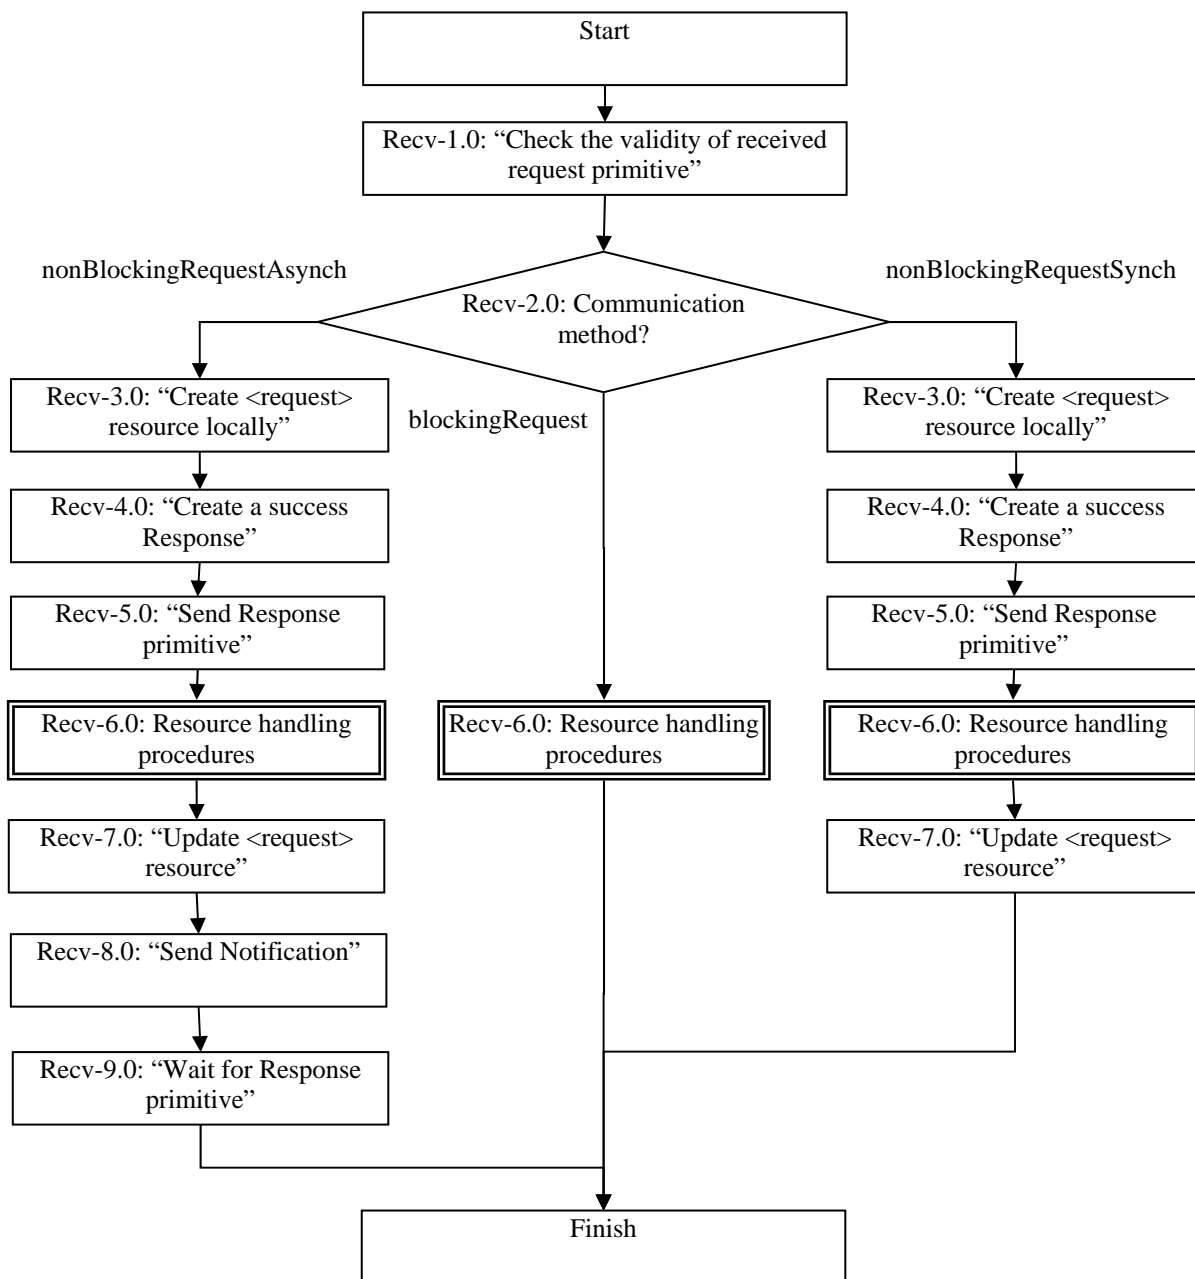 Start
Recv-1.0: “Check the validity of received
request primitive”
nonBlockingRequestAsynch
nonBlockingRequestSynch
Recv-2.0: Communication
method?
blockingRequest
Recv-3.0: “Create <request>
resource locally”
Recv-4.0: “Create a success
Response”
Recv-5.0: “Send Response
primitive”
Recv-6.0: Resource handling
procedures
Recv-7.0: “Update <request>
resource”
Recv-8.0: “Send Notification”
Recv-9.0: “Wait for Response
primitive”
Recv-6.0: Resource handling
procedures
Recv-3.0: “Create <request>
resource locally”
Recv-4.0: “Create a success
Response”
Recv-5.0: “Send Response
primitive”
Recv-6.0: Resource handling
procedures
Recv-7.0: “Update <request>
resource”
Finish